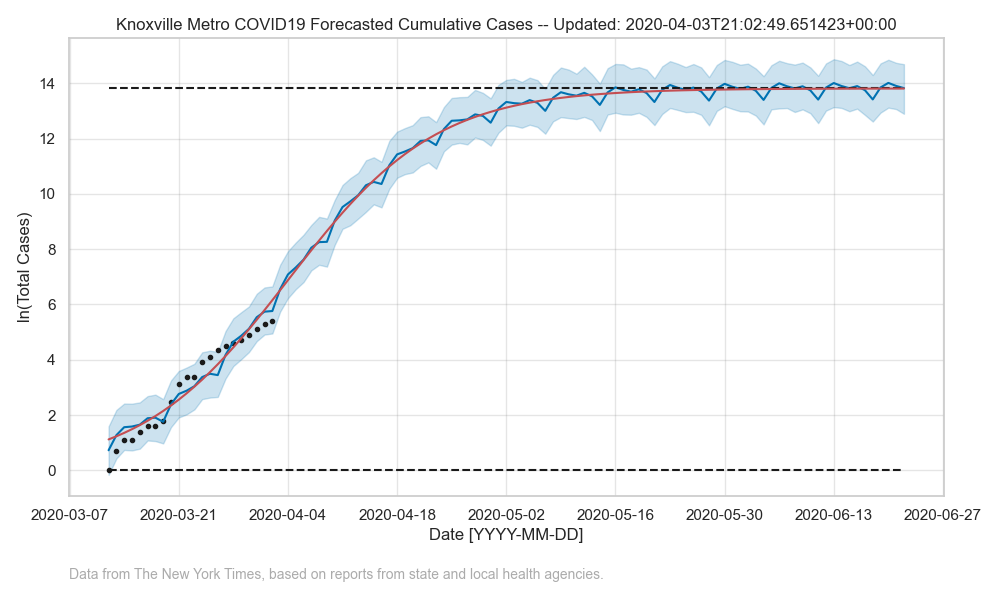 Knoxville Metro COVID19 Forecasted Cumulative Cases -- Updated: 2020-04-03T21:02:49.651423+00:00
ln(Total Cases)
14
12
10
8
6
4
2
0
2020-03-07 2020-03-21 2020-04-04 2020-04-18 2020-05-02 2020-05-16 2020-05-30 2020-06-13 2020-06-27
Date [YYYY-MM-DD]
Data from The New York Times, based on reports from state and local health agencies.